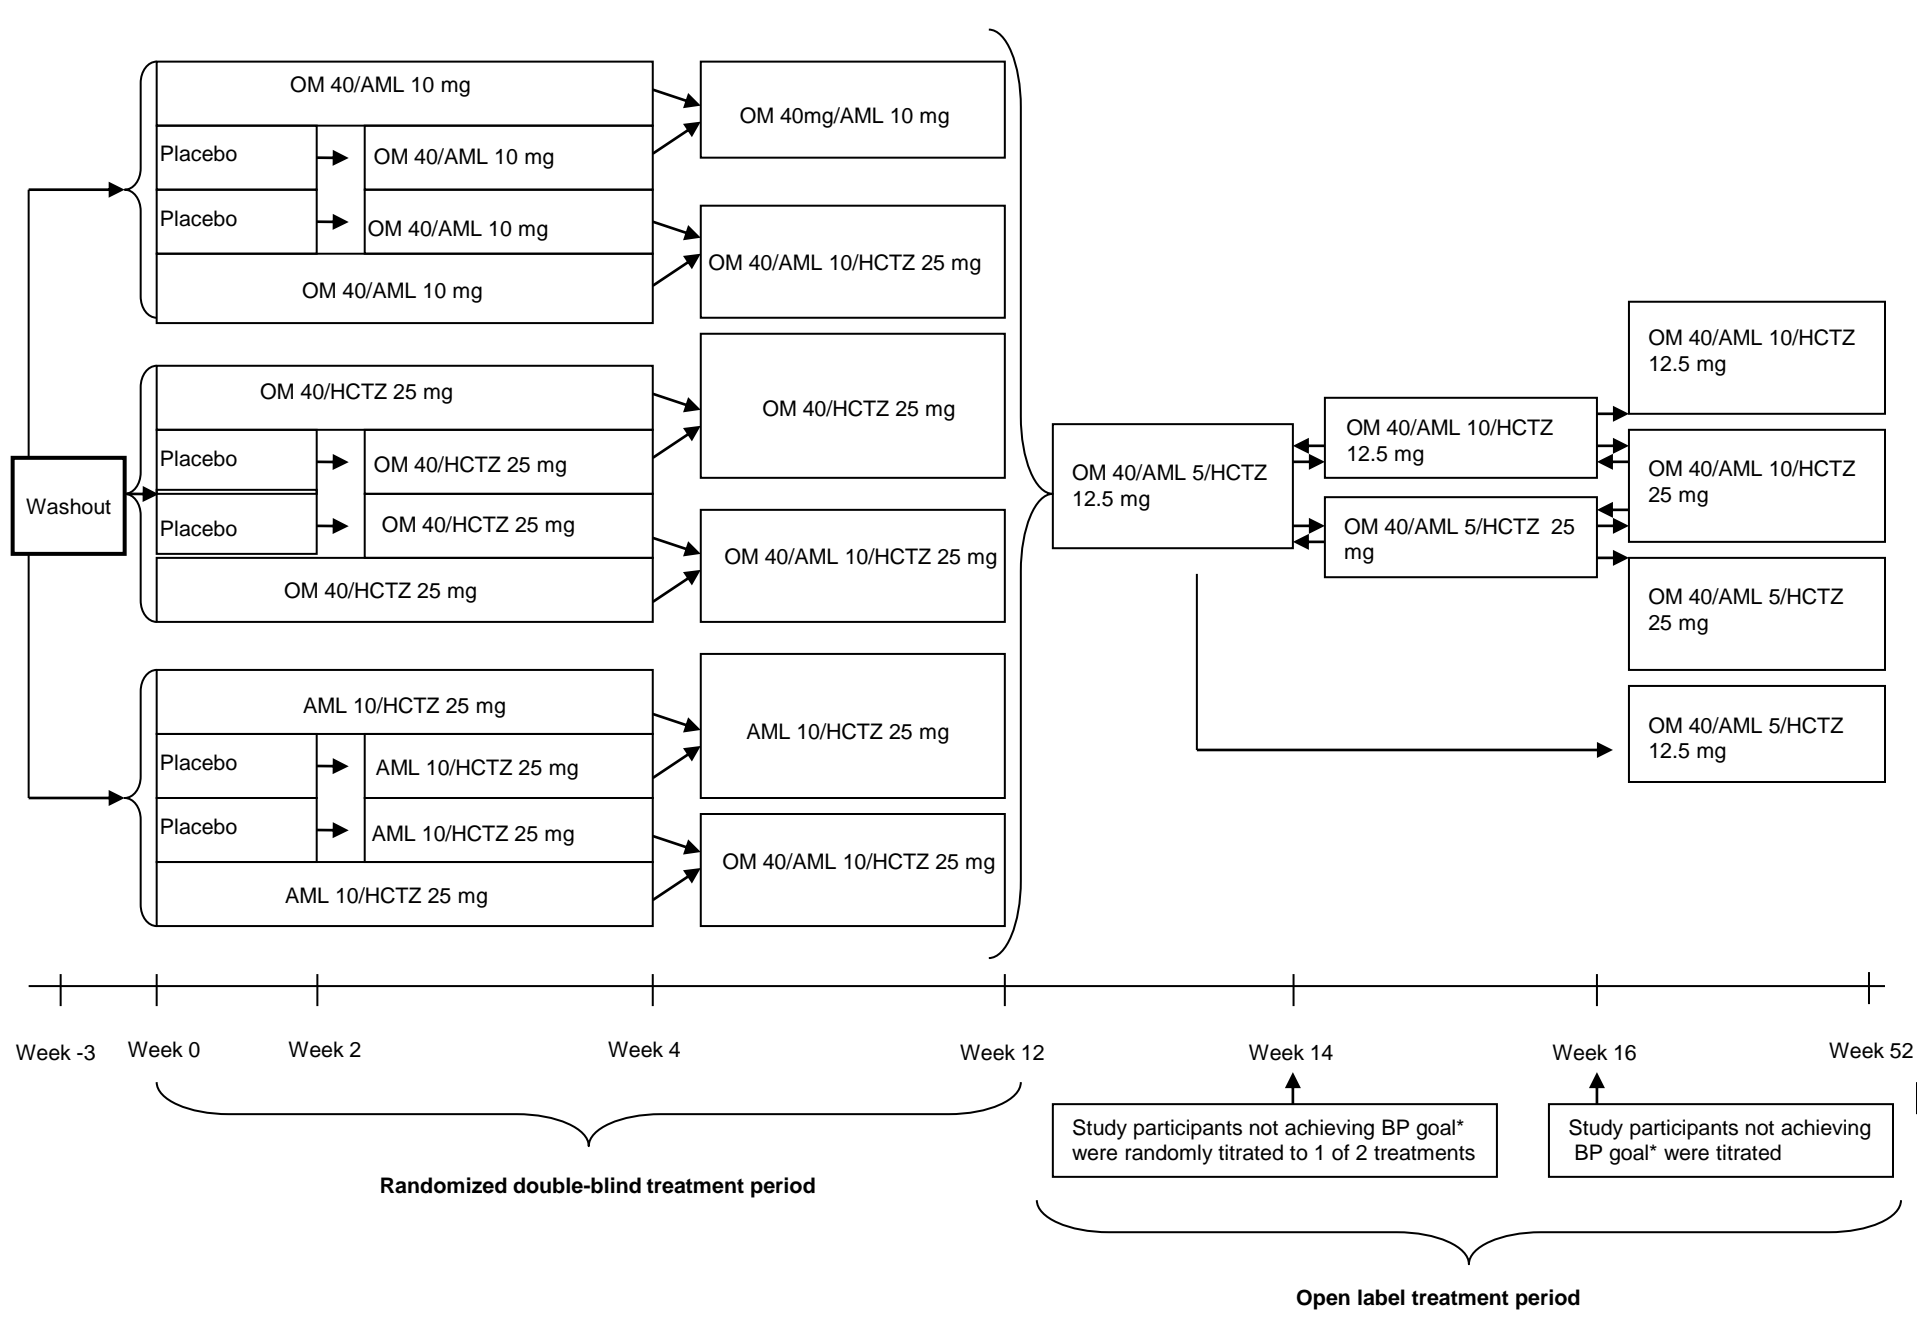 OM 40/AML 10 mg
Placebo
OM 40/AML 10 mg
Placebo
OM 40/AML 10 mg
OM 40/AML 10 mg
OM 40mg/AML 10 mg
OM 40/AML 10/HCTZ 25 mg
Washout
OM 40/HCTZ 25 mg
Placebo
OM 40/HCTZ 25 mg
Placebo
OM 40/HCTZ 25 mg
OM 40/HCTZ 25 mg
OM 40/HCTZ 25 mg
OM 40/AML 10/HCTZ 25 mg
AML 10/HCTZ 25 mg
Placebo
AML 10/HCTZ 25 mg
Placebo
AML 10/HCTZ 25 mg
AML 10/HCTZ 25 mg
AML 10/HCTZ 25 mg
OM 40/AML 10/HCTZ 25 mg
OM 40/AML 5/HCTZ
12.5 mg
OM 40/AML 10/HCTZ
12.5 mg
OM 40/AML 5/HCTZ  25
mg
OM 40/AML 10/HCTZ
12.5 mg
OM 40/AML 10/HCTZ
25 mg
OM 40/AML 5/HCTZ
25 mg
OM 40/AML 5/HCTZ
12.5 mg
Week -3
Week 0
Week 2
Week 4
Week 12
Week 14
Week 16
Week 52
Study participants not achieving BP goal*
were randomly titrated to 1 of 2 treatments
Study participants not achieving
BP goal* were titrated
Randomized double-blind treatment period
Open label treatment period